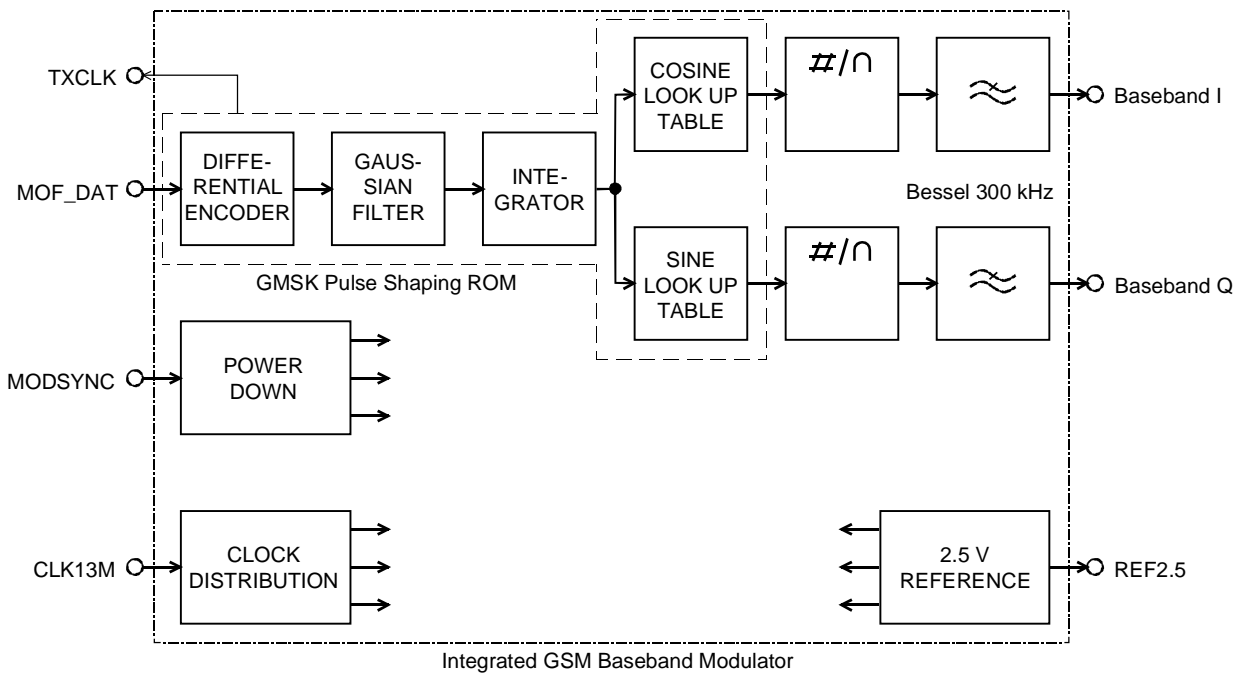 TXCLK
COSINE
LOOK UP
TABLE
#/∩
Baseband I
MOF_DAT
DIFFE-
RENTIAL
ENCODER
GAUS-
SIAN
FILTER
INTE-
GRATOR
Bessel 300 kHz
SINE
LOOK UP
TABLE
#/∩
Baseband Q
GMSK Pulse Shaping ROM
MODSYNC
POWER
DOWN
CLK13M
CLOCK
DISTRIBUTION
2.5 V
REFERENCE
REF2.5
Integrated GSM Baseband Modulator